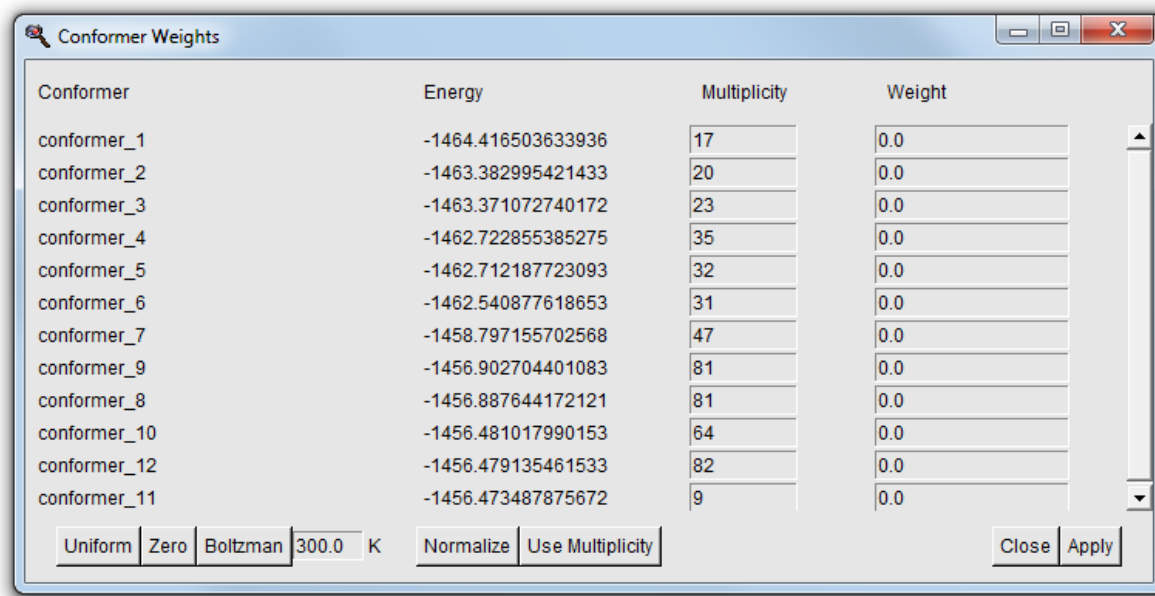 Conformer Weights
Conformer Energy Multiplicity Weight
conformer_1 -1464.416503633936 17 0.0
conformer_2 -1463.382995421433 20 0.0
conformer_3 -1463.371072740172 23 0.0
conformer_4 -1462.722855385275 35 0.0
conformer_5 -1462.712187723093 32 0.0
conformer_6 -1462.540877618653 31 0.0
conformer_7 -1458.797155702568 47 0.0
conformer_9 -1456.902704401083 81 0.0
conformer_8 -1456.887644172121 81 0.0
conformer_10 -1456.481017990153 64 0.0
conformer_12 -1456.479135461533 82 0.0
conformer_11 -1456.473487875672 9 0.0
Uniform Zero Boltzman 300.0 K Normalize Use Multiplicity Close Apply